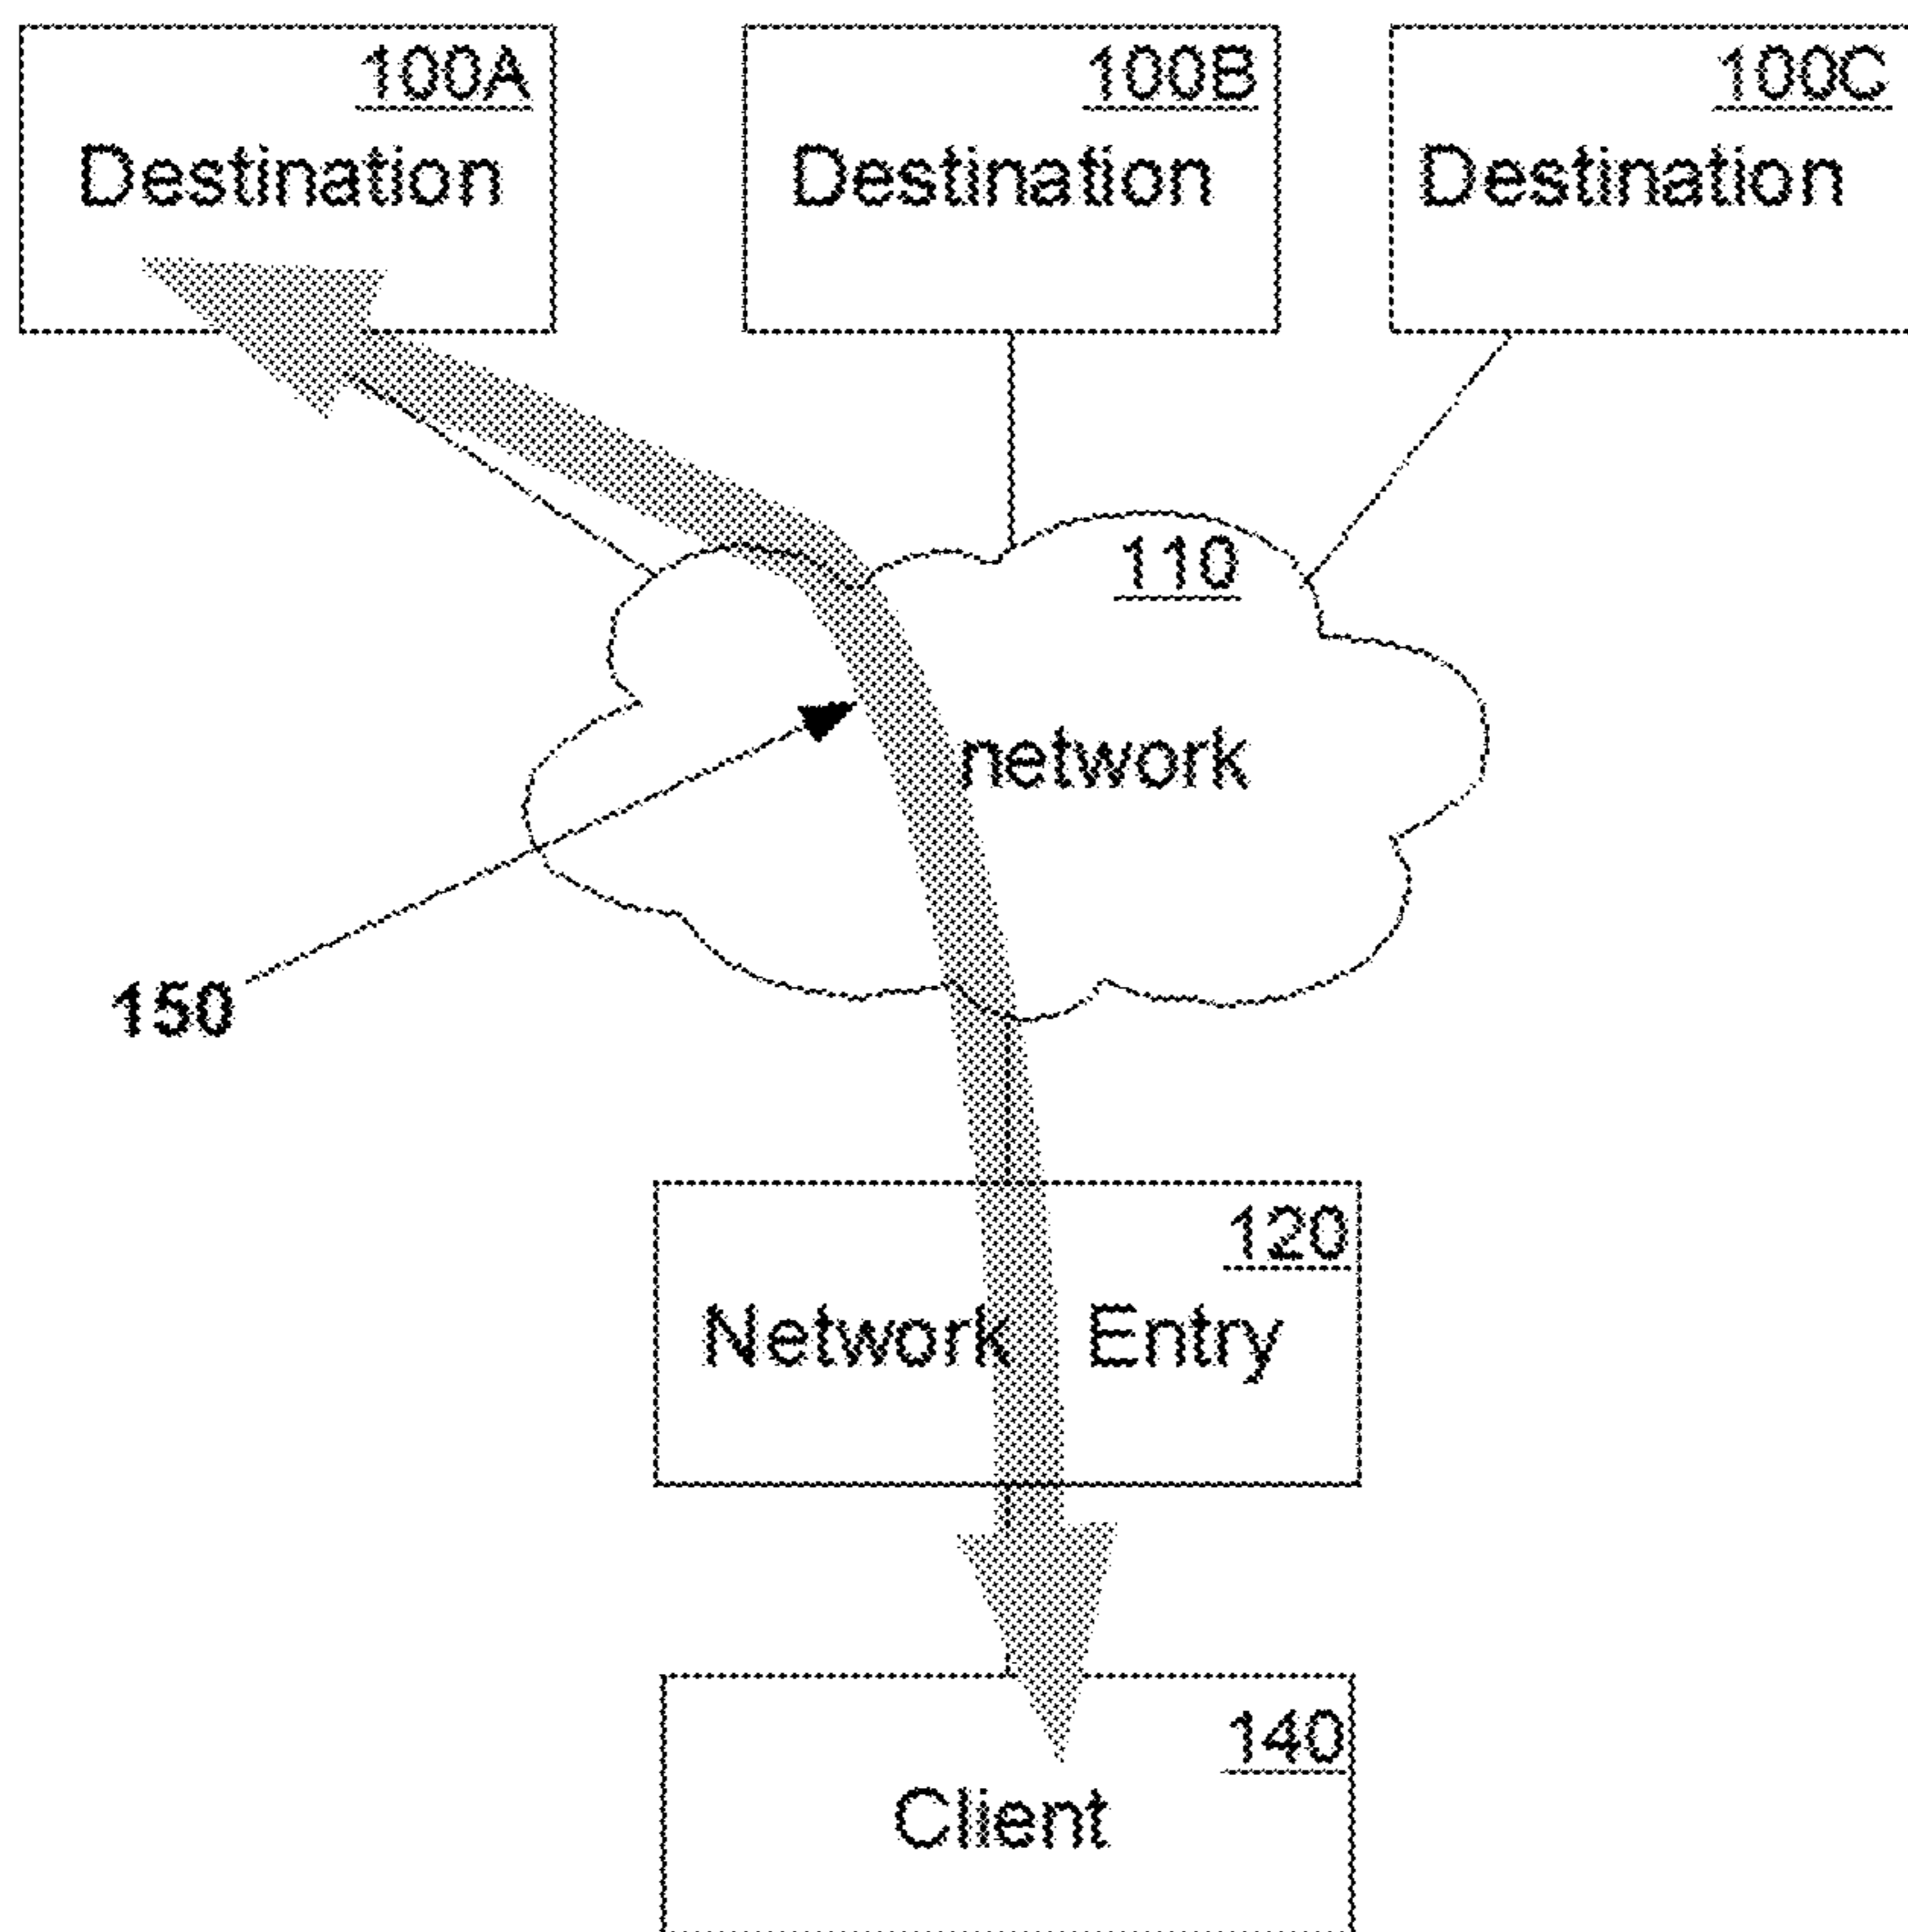 100A
Destination
100B
Destination
100C
Destination
110
network
150
120
Network Entry
140
Client